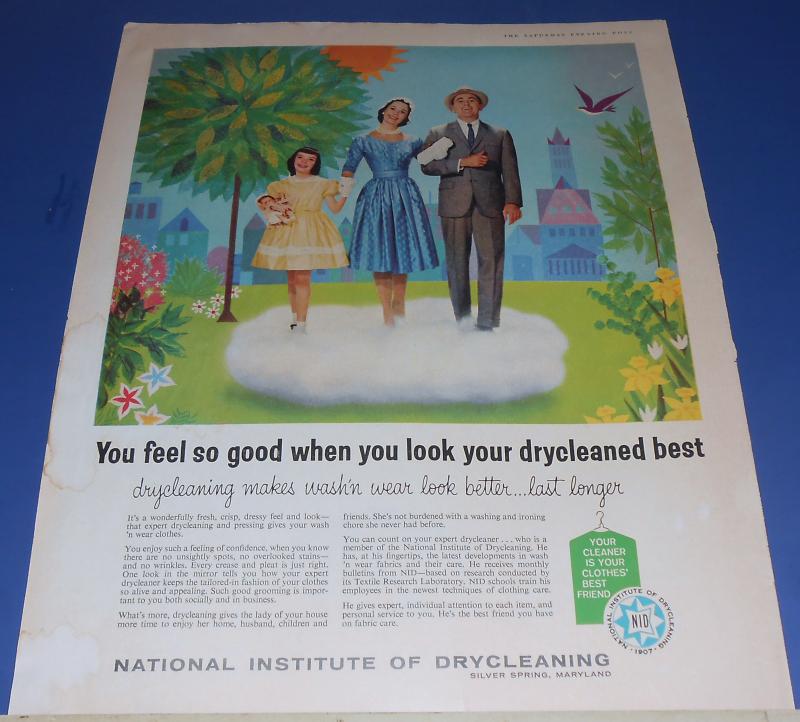 THE SATURDAY EVENING POST
You feel so good when you look your drycleaned best
drycleaning makes wash'n wear look better...last longer
It's a wonderfully fresh, crisp, dressy feel and look—
that expert drycleaning and pressing gives your wash
'n wear clothes.
You enjoy such a feeling of confidence, when you know
there are no unsightly spots, no overlooked stains—
and no wrinkles. Every crease and pleat is just right.
One look in the mirror tells you how your expert
drycleaner keeps the tailored-in fashion of your clothes
so alive and appealing. Such good grooming is impor-
tant to you both socially and in business.
What's more, drycleaning gives the lady of your house
more time to enjoy her home, husband, children and
friends. She's not burdened with a washing and ironing
chore she never had before.
You can count on your expert drycleaner . . . who is a
member of the National Institute of Drycleaning. He
has, at his fingertips, the latest developments in wash
'n wear fabrics and their care. He receives monthly
bulletins from NID—based on research conducted by
its Textile Research Laboratory. NID schools train his
employees in the newest techniques of clothing care.
He gives expert, individual attention to each item, and
personal service to you. He's the best friend you have
on fabric care.
YOUR
CLEANER
IS YOUR
CLOTHES'
BEST
FRIEND
NATIONAL INSTITUTE OF DRYCLEANING
NID
·1907·
NATIONAL INSTITUTE OF DRYCLEANING
SILVER SPRING, MARYLAND